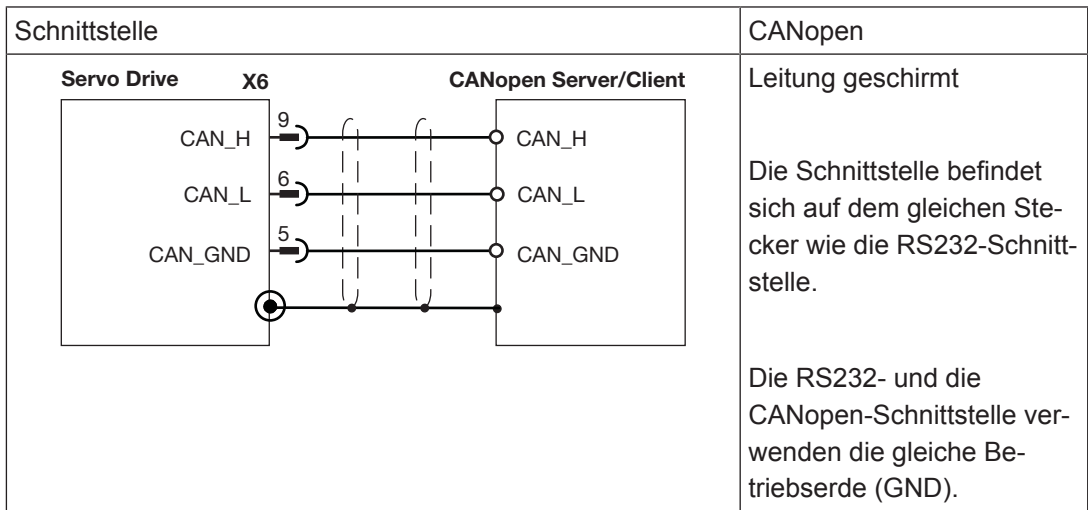 Schnittstelle
CANopen
Servo Drive X6 CANopen Server/Client
9
CAN_H CAN_H
6
CAN_L CAN_L
5
CAN_GND CAN_GND
Leitung geschirmt
Die Schnittstelle befindet
sich auf dem gleichen Ste-
cker wie die RS232-Schnitt-
stelle.
Die RS232- und die
CANopen-Schnittstelle ver-
wenden die gleiche Be-
triebserde (GND).